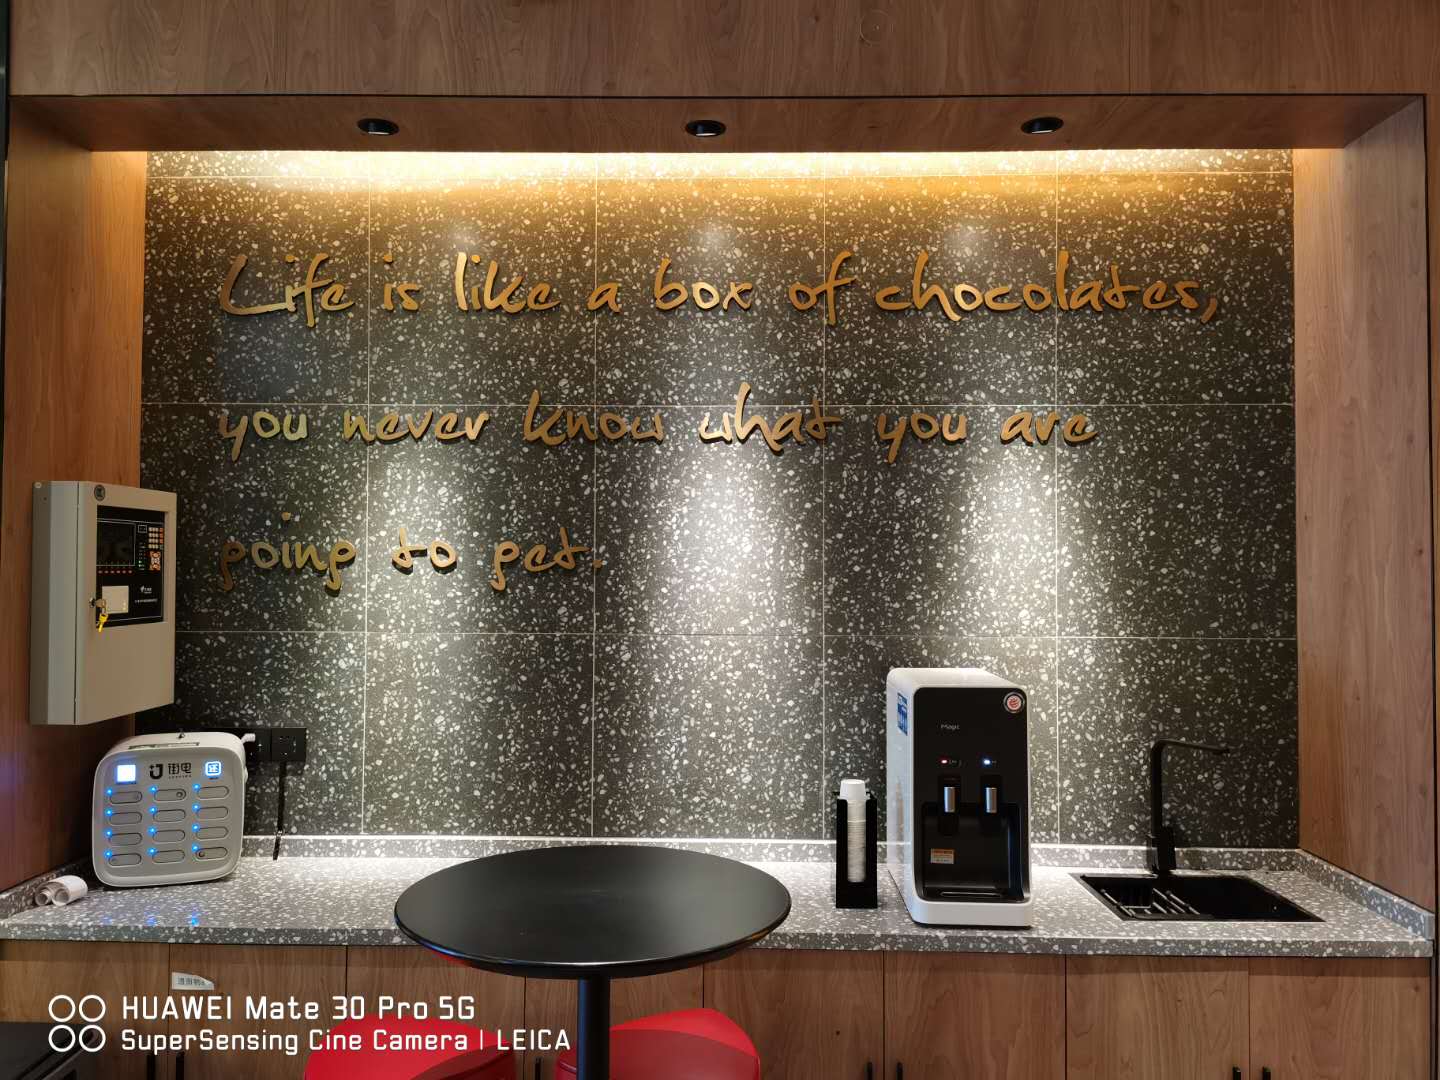 Life is like a box of chocolates,
you never know what you are
going to get.
街电
Magic
HUAWEI Mate 30 Pro 5G
SuperSensing Cine Camera | LEICA